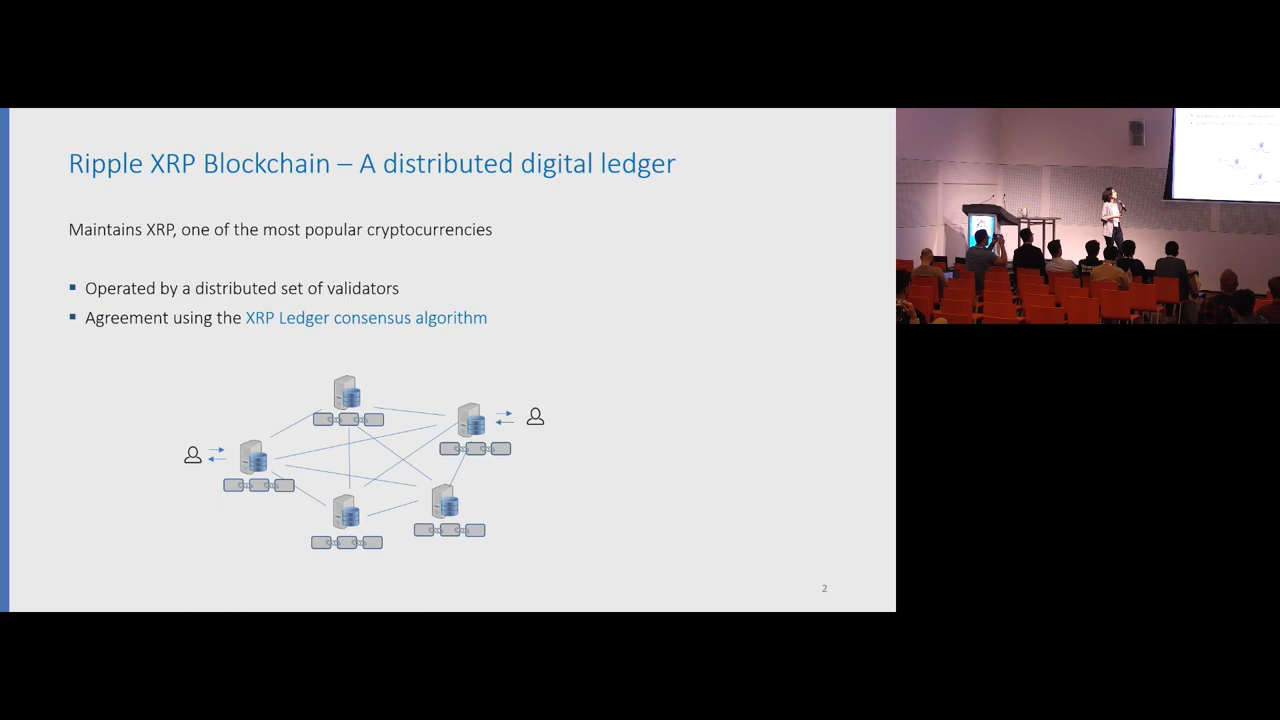 Ripple XRP Blockchain – A distributed digital ledger
Maintains XRP, one of the most popular cryptocurrencies
▪ Operated by a distributed set of validators
▪ Agreement using the XRP Ledger consensus algorithm
2